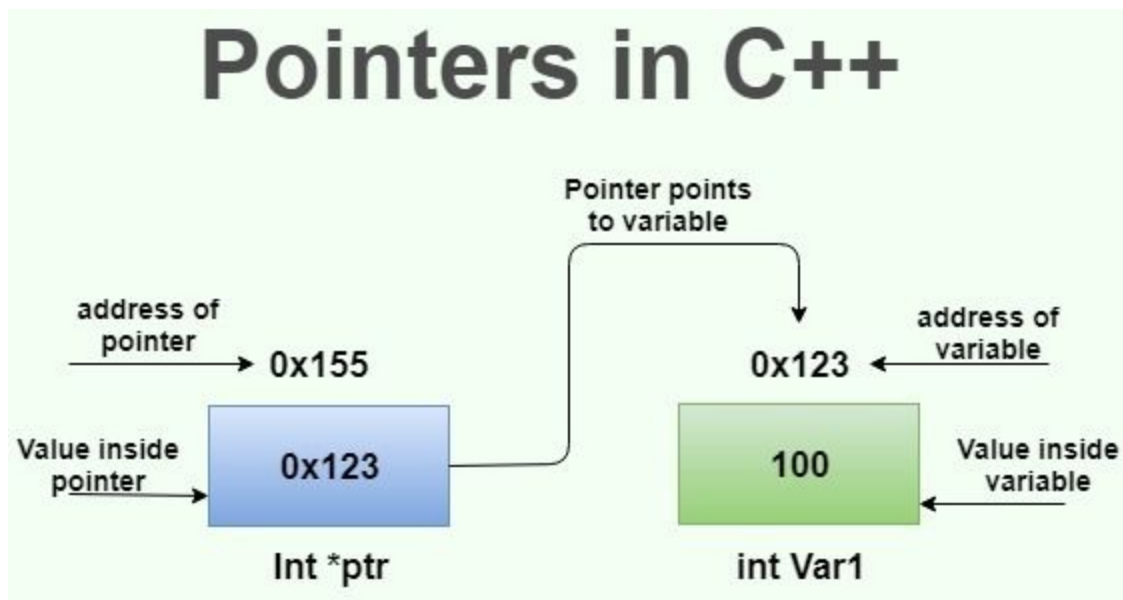 Pointers in C++
Pointer points
to variable
address of
pointer
0x155
0x123
address of
variable
Value inside
pointer
0x123
100
Value inside
variable
Int *ptr
int Var1